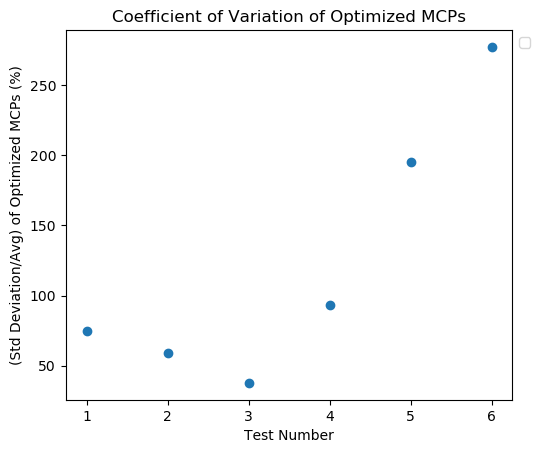 Coefficient of Variation of Optimized MCPs
(Std Deviation/Avg) of Optimized MCPs (%)
250
200
150
100
50
1 2 3 4 5 6
Test Number